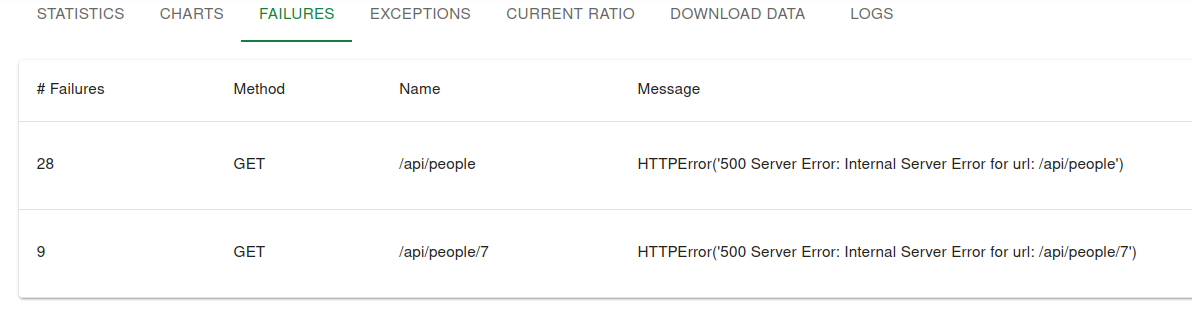 STATISTICS CHARTS FAILURES EXCEPTIONS CURRENT RATIO DOWNLOAD DATA LOGS
# Failures Method Name Message
28 GET /api/people HTTPError('500 Server Error: Internal Server Error for url: /api/people')
9 GET /api/people/7 HTTPError('500 Server Error: Internal Server Error for url: /api/people/7')